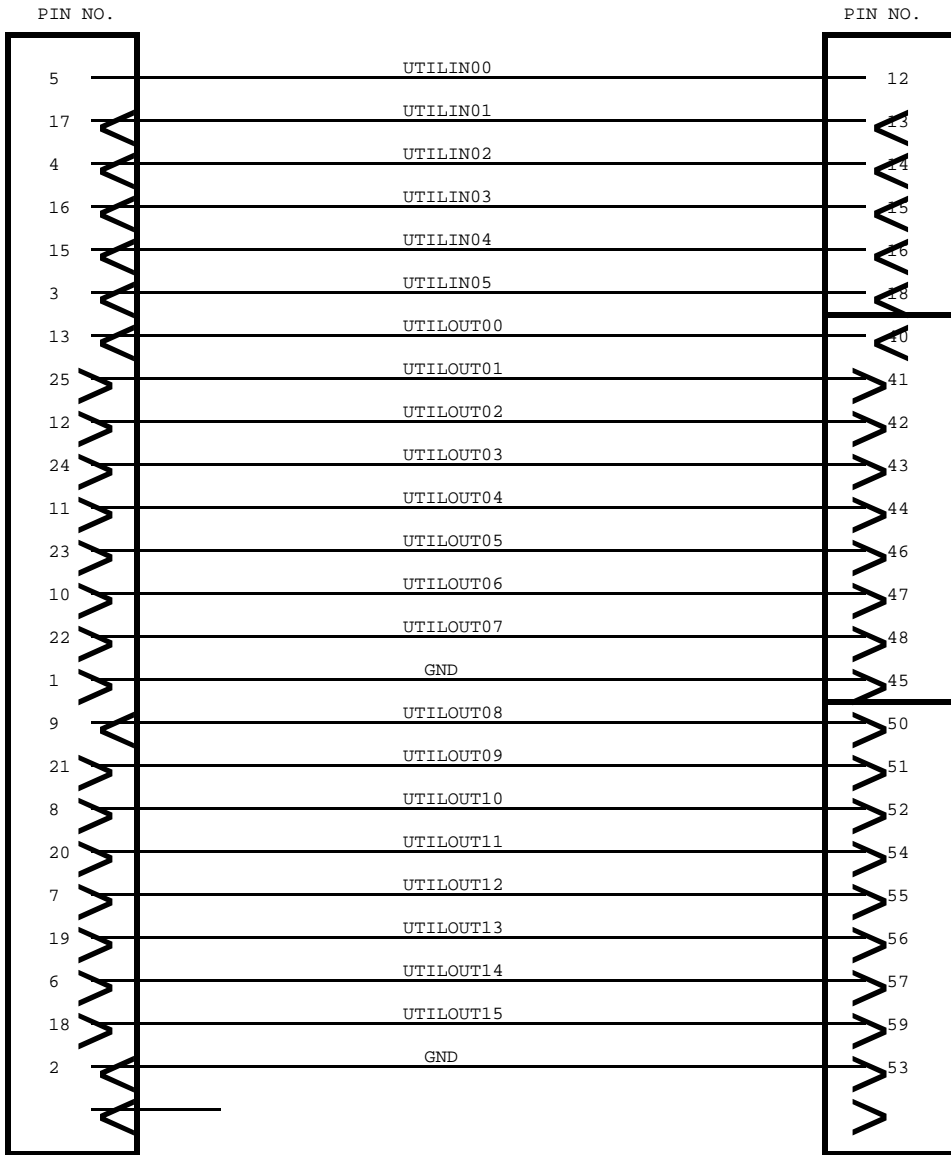 PIN NO. PIN NO.
5 UTILIN00 12
17 UTILIN01 13
4 UTILIN02 14
16 UTILIN03 15
15 UTILIN04 16
3 UTILIN05 18
13 UTILOUT00 40
25 UTILOUT01 41
12 UTILOUT02 42
24 UTILOUT03 43
11 UTILOUT04 44
23 UTILOUT05 46
10 UTILOUT06 47
22 UTILOUT07 48
1 GND 45
9 UTILOUT08 50
21 UTILOUT09 51
8 UTILOUT10 52
20 UTILOUT11 54
7 UTILOUT12 55
19 UTILOUT13 56
6 UTILOUT14 57
18 UTILOUT15 59
2 GND 53